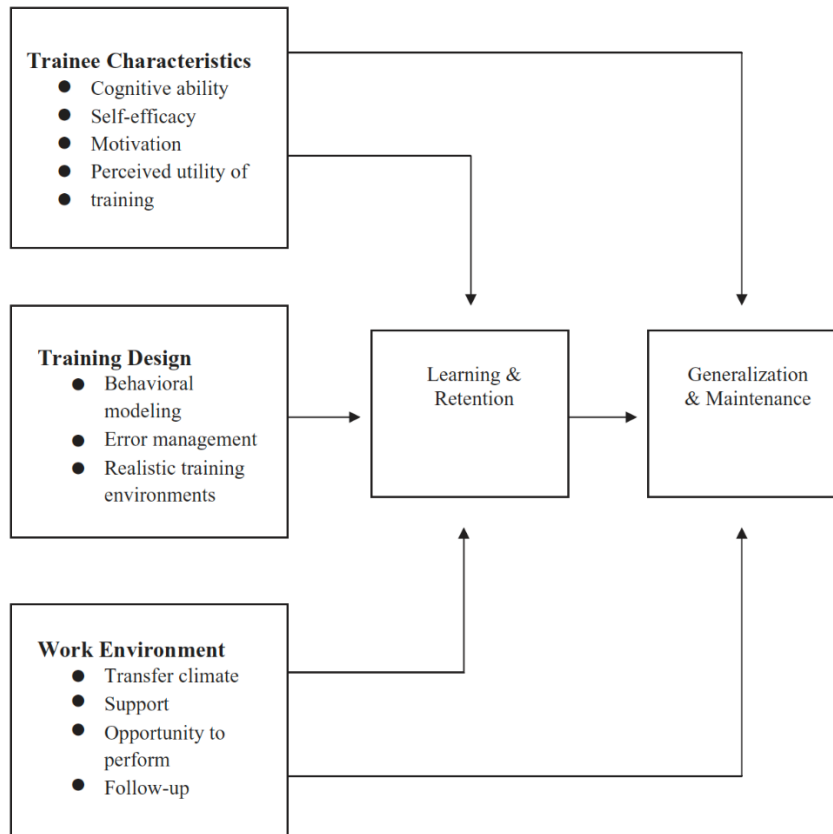 Trainee Characteristics
● Cognitive ability
● Self-efficacy
● Motivation
● Perceived utility of
● training
Training Design
● Behavioral
modeling
● Error management
● Realistic training
environments
Learning &
Retention
Generalization
& Maintenance
Work Environment
● Transfer climate
● Support
● Opportunity to
perform
● Follow-up